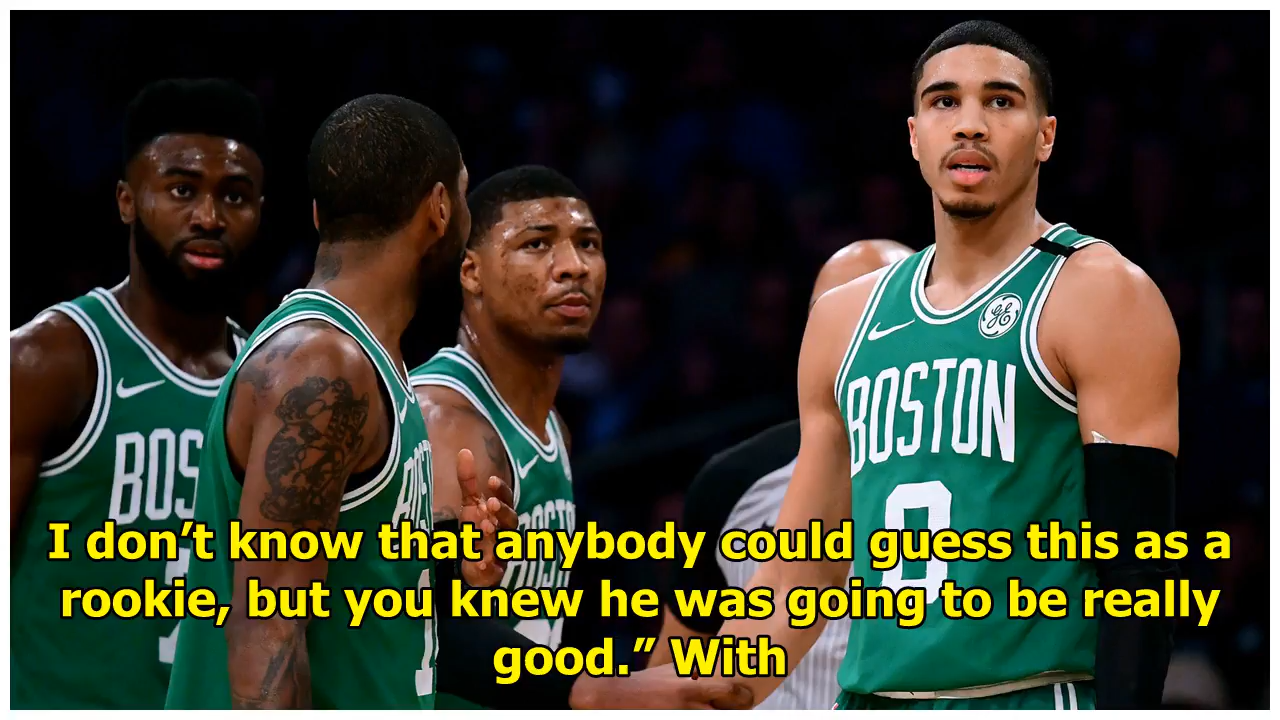 BOS
BOSTON
BOSTON
0
I don’t know that anybody could guess this as a
rookie, but you knew he was going to be really
good.” With